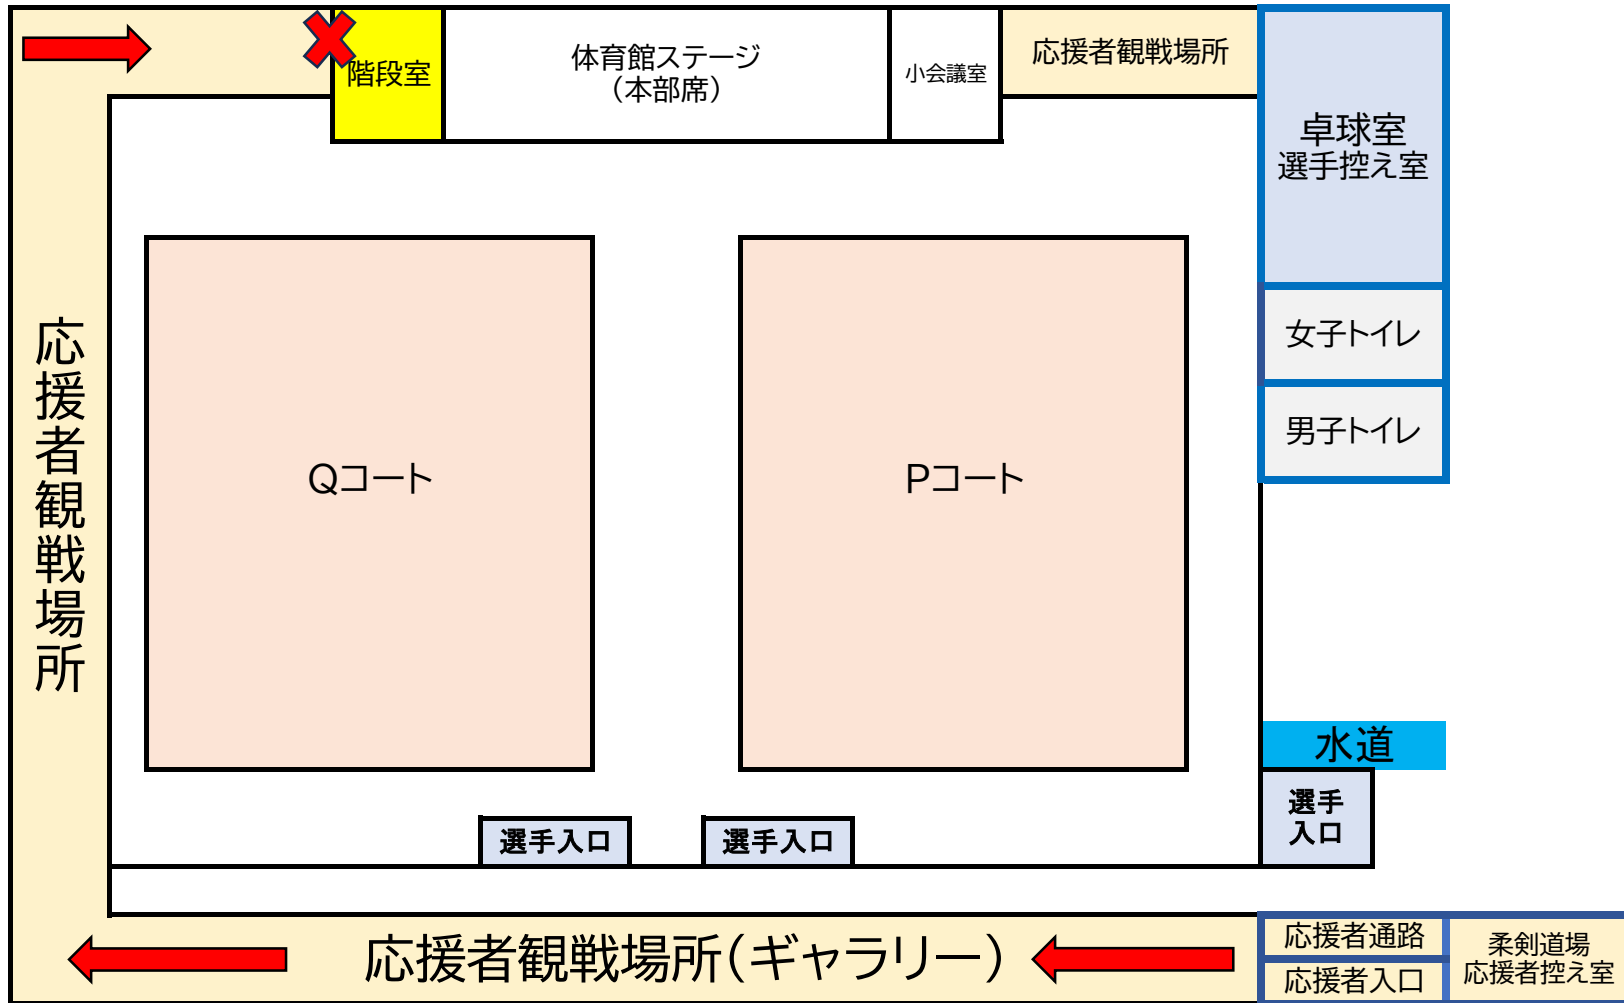 階段室
体育館ステージ
（本部席）
小会議室
応援者観戦場所
卓球室
選手控え室
女子トイレ
男子トイレ
応援者観戦場所
Qコート
Pコート
水道
選手
入口
選手入口
選手入口
応援者観戦場所（ギャラリー）
応援者通路
応援者入口
柔剣道場
応援者控え室